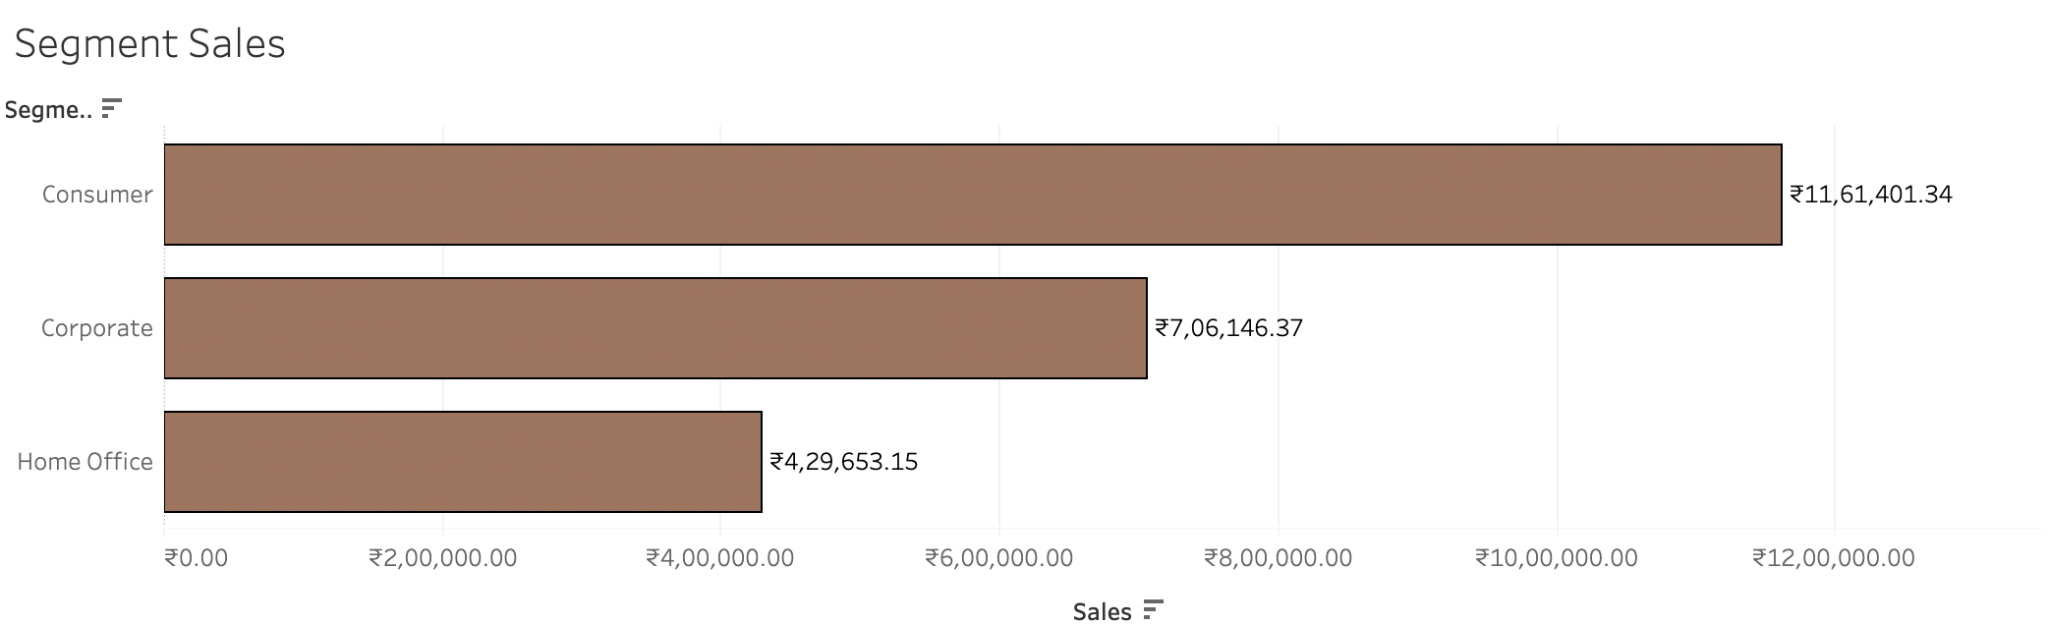 Segment Sales
Segme..
Consumer
₹11,61,401.34
Corporate
₹7,06,146.37
Home Office
₹4,29,653.15
₹0.00
₹2,00,000.00
₹4,00,000.00
₹6,00,000.00
₹8,00,000.00
₹10,00,000.00
₹12,00,000.00
Sales